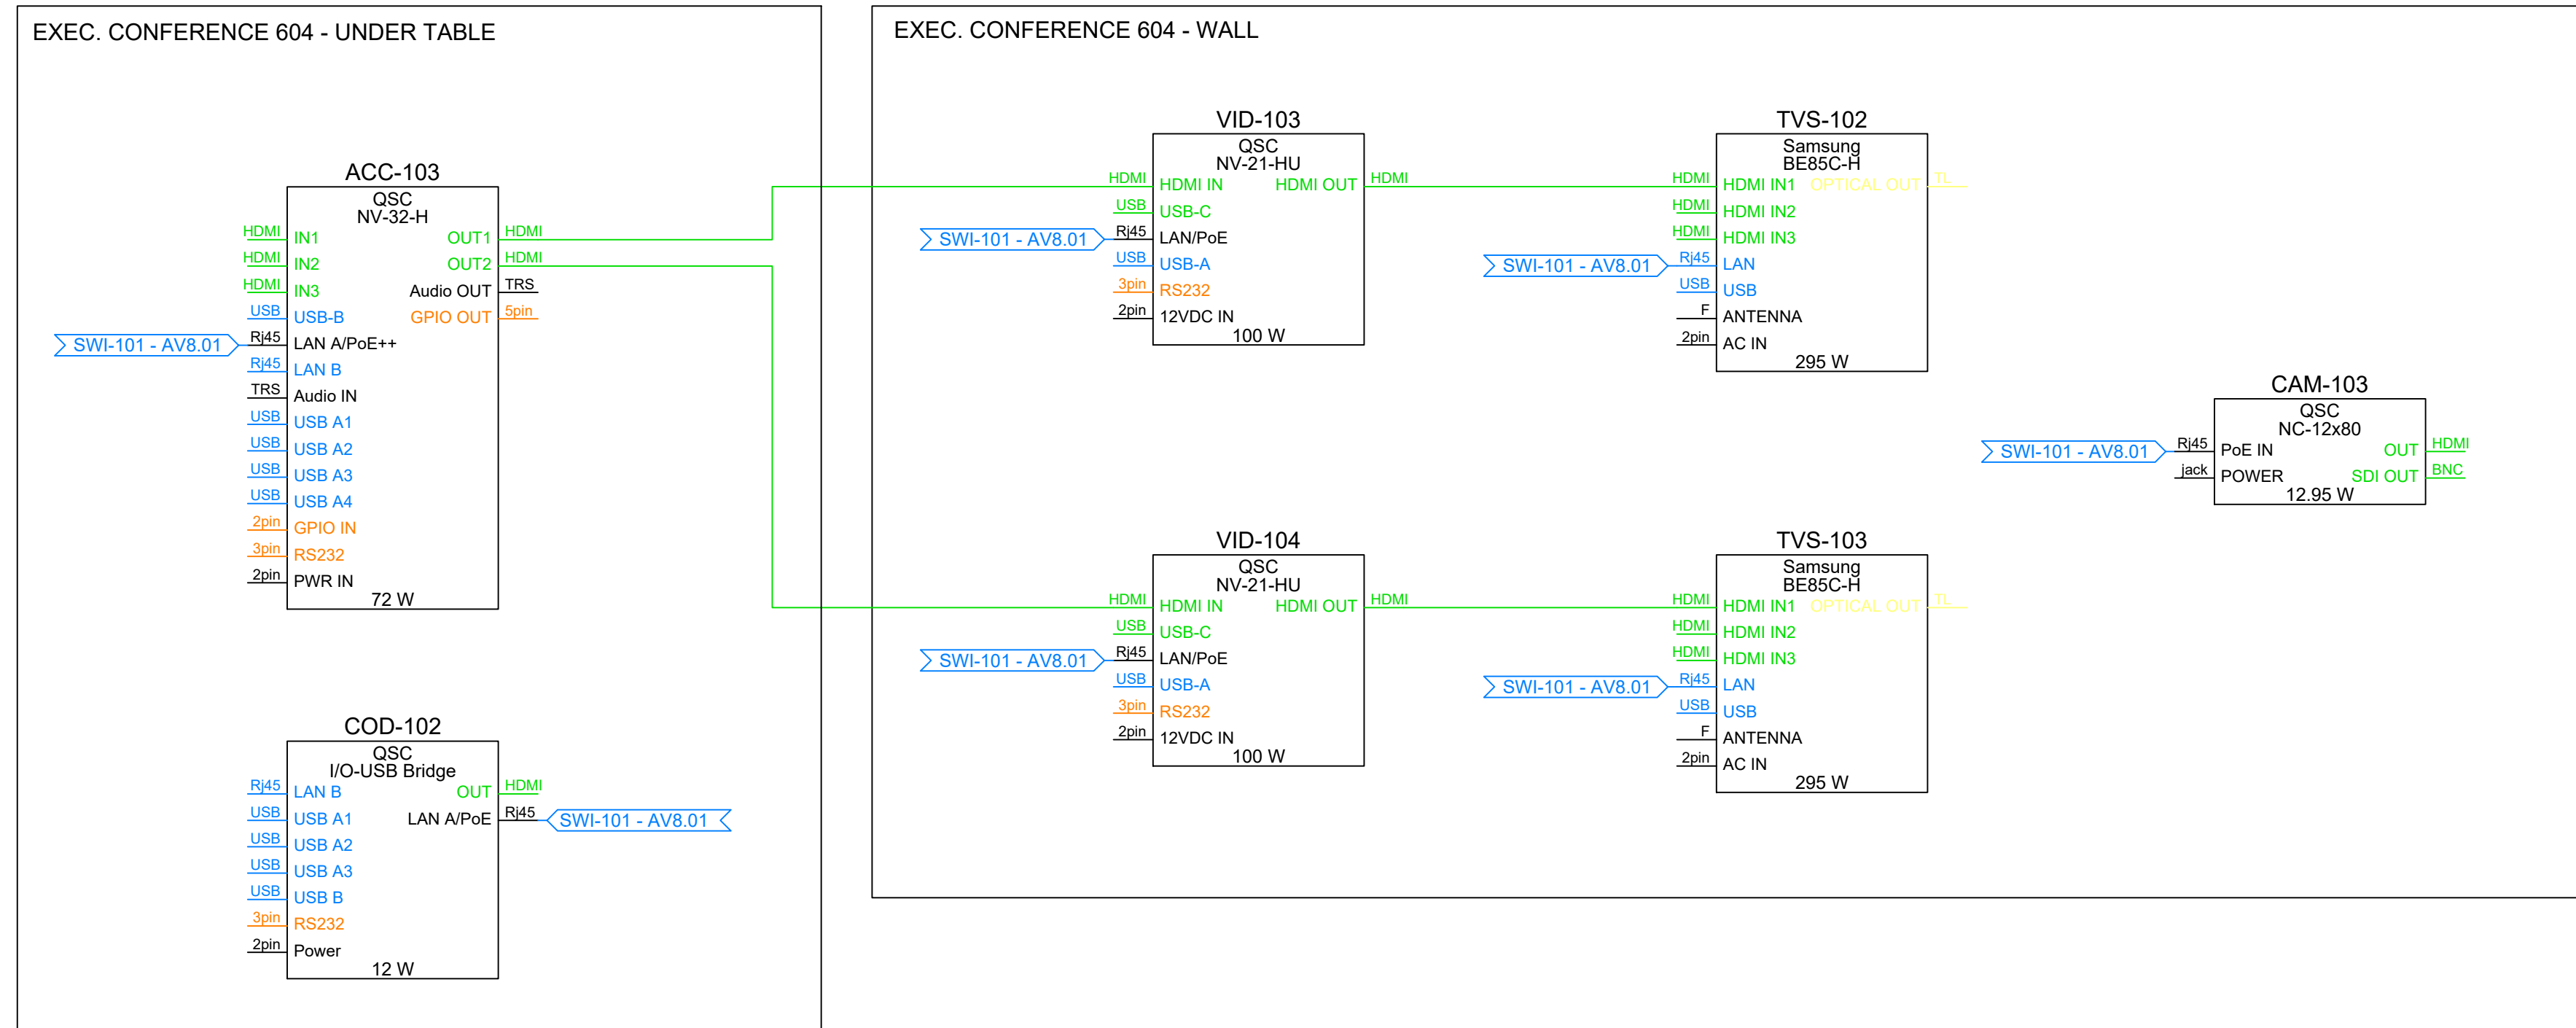 EXEC. CONFERENCE 604 - UNDER TABLE
ACC-103
QSC
NV-32-H
HDMI IN1 OUT1 HDMI
HDMI IN2 OUT2 HDMI
HDMI IN3 Audio OUT TRS
USB USB-B GPIO OUT 5pin
SWI-101 - AV8.01 Rj45 LAN A/PoE++
Rj45 LAN B
TRS Audio IN
USB USB A1
USB USB A2
USB USB A3
USB USB A4
2pin GPIO IN
3pin RS232
2pin PWR IN
72 W
COD-102
QSC
I/O-USB Bridge
Rj45 LAN B OUT HDMI
USB USB A1 LAN A/PoE Rj45 SWI-101 - AV8.01
USB USB A2
USB USB A3
USB USB B
3pin RS232
2pin Power
12 W
EXEC. CONFERENCE 604 - WALL
VID-103
QSC
NV-21-HU
HDMI HDMI IN HDMI OUT HDMI
USB USB-C
SWI-101 - AV8.01 Rj45 LAN/PoE
USB USB-A
3pin RS232
2pin 12VDC IN
100 W
TVS-102
Samsung
BE85C-H
HDMI HDMI IN1 OPTICAL OUT TL
HDMI HDMI IN2
HDMI HDMI IN3
SWI-101 - AV8.01 Rj45 LAN
USB USB
F ANTENNA
2pin AC IN
295 W
CAM-103
QSC
NC-12x80
SWI-101 - AV8.01 Rj45 PoE IN OUT HDMI
jack POWER SDI OUT BNC
12.95 W
VID-104
QSC
NV-21-HU
HDMI HDMI IN HDMI OUT HDMI
USB USB-C
SWI-101 - AV8.01 Rj45 LAN/PoE
USB USB-A
3pin RS232
2pin 12VDC IN
100 W
TVS-103
Samsung
BE85C-H
HDMI HDMI IN1 OPTICAL OUT TL
HDMI HDMI IN2
HDMI HDMI IN3
SWI-101 - AV8.01 Rj45 LAN
USB USB
F ANTENNA
2pin AC IN
295 W